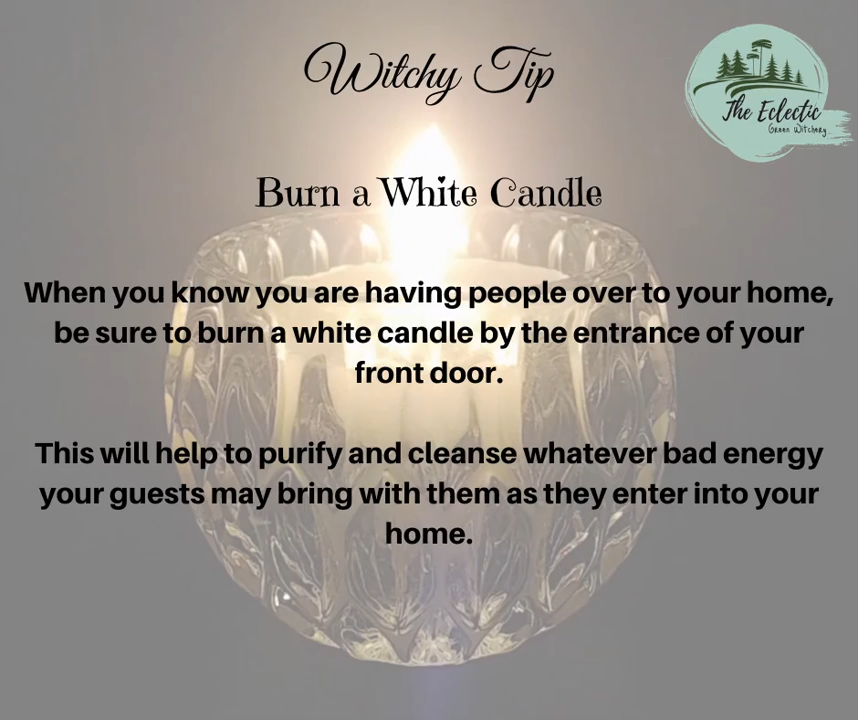 Witchy Tip
The Eclectic
Green Witchery
Burn a White Candle
When you know you are having people over to your home,
be sure to burn a white candle by the entrance of your
front door.
This will help to purify and cleanse whatever bad energy
your guests may bring with them as they enter into your
home.